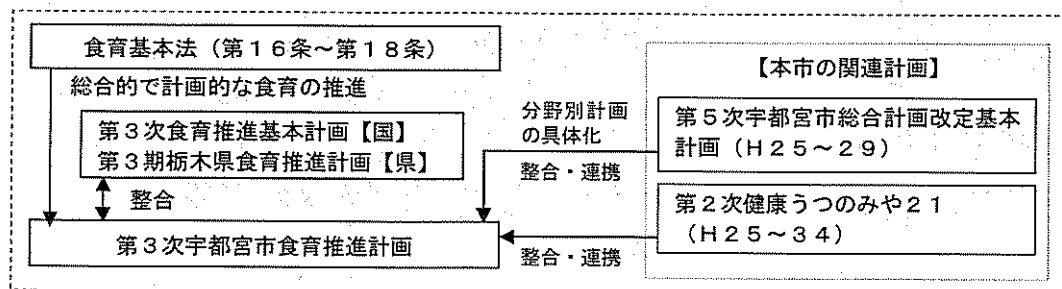 食育基本法（第１６条～第１８条）
総合的で計画的な食育の推進
第３次食育推進基本計画【国】
第３期栃木県食育推進計画【県】
整合
第３次宇都宮市食育推進計画
分野別計画
の具体化
整合・連携
整合・連携
【本市の関連計画】
第５次宇都宮市総合計画改定基本
計画（Ｈ２５～２９）
第２次健康うつのみや２１
（Ｈ２５～３４）